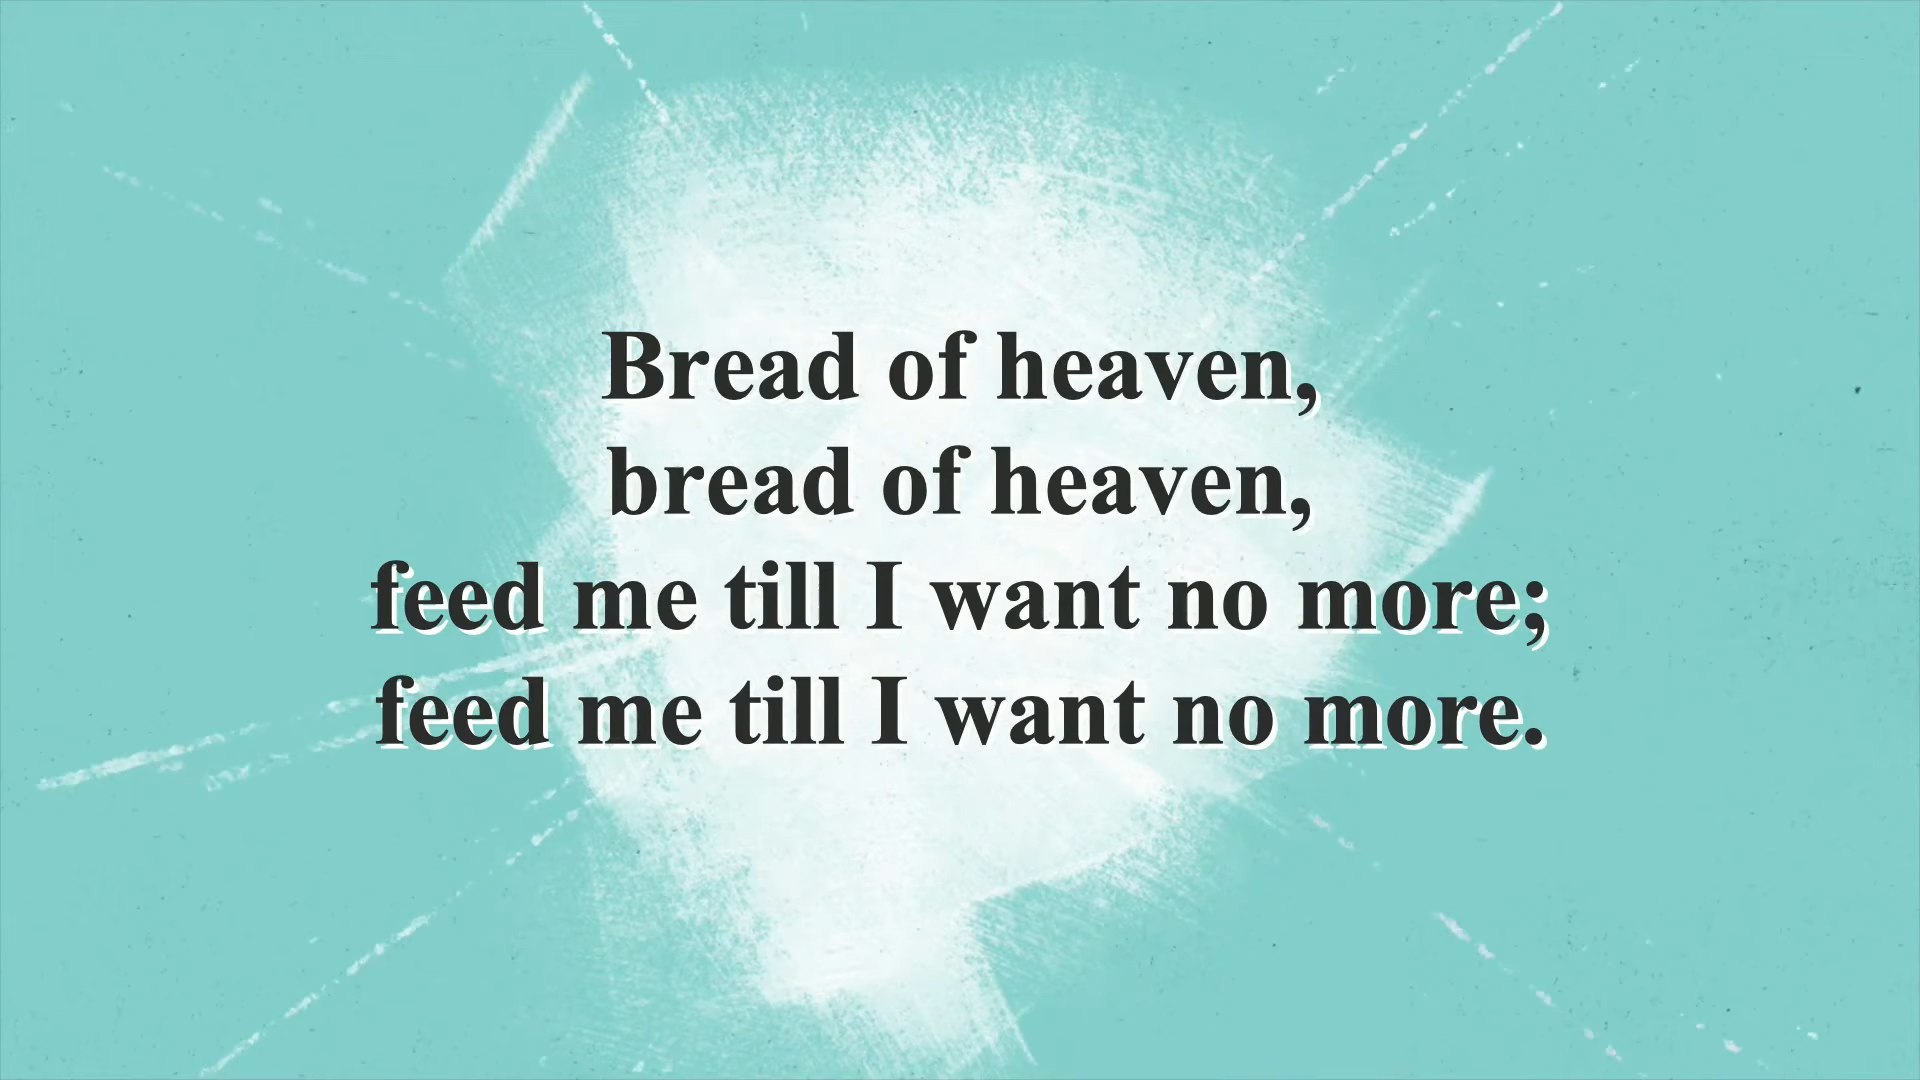 Bread of heaven,
bread of heaven,
feed me till I want no more;
feed me till I want no more.